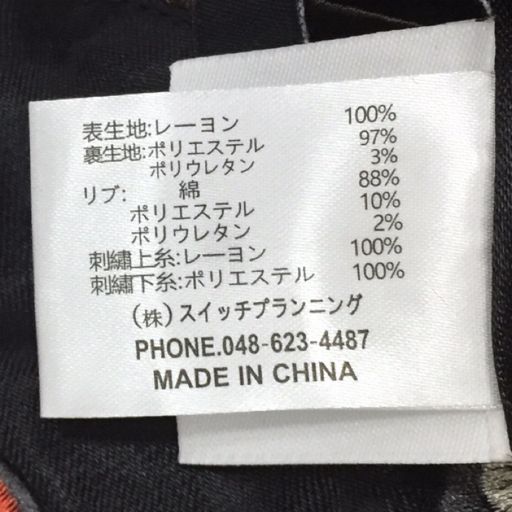 表生地:レーヨン 100%
裏生地:ポリエステル 97%
ポリウレタン 3%
リブ: 綿 88%
ポリエステル 10%
ポリウレタン 2%
刺繍上糸:レーヨン 100%
刺繍下糸:ポリエステル 100%
(株)スイッチプランニング
PHONE.048-623-4487
MADE IN CHINA